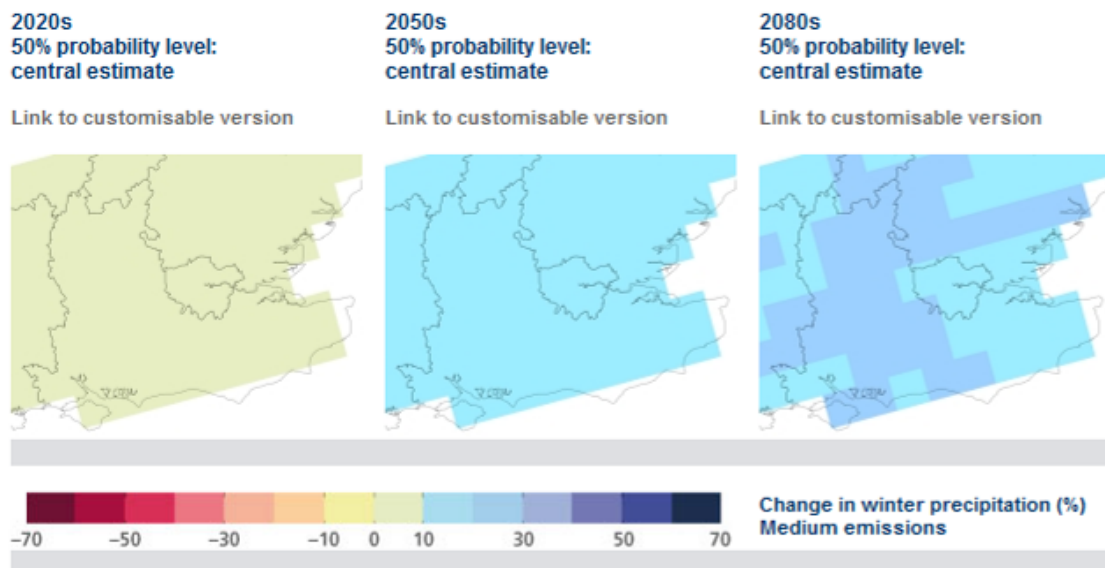 2020s
50% probability level:
central estimate
Link to customisable version
2050s
50% probability level:
central estimate
Link to customisable version
2080s
50% probability level:
central estimate
Link to customisable version
–70 –50 –30 –10 0 10 30 50 70
Change in winter precipitation (%)
Medium emissions